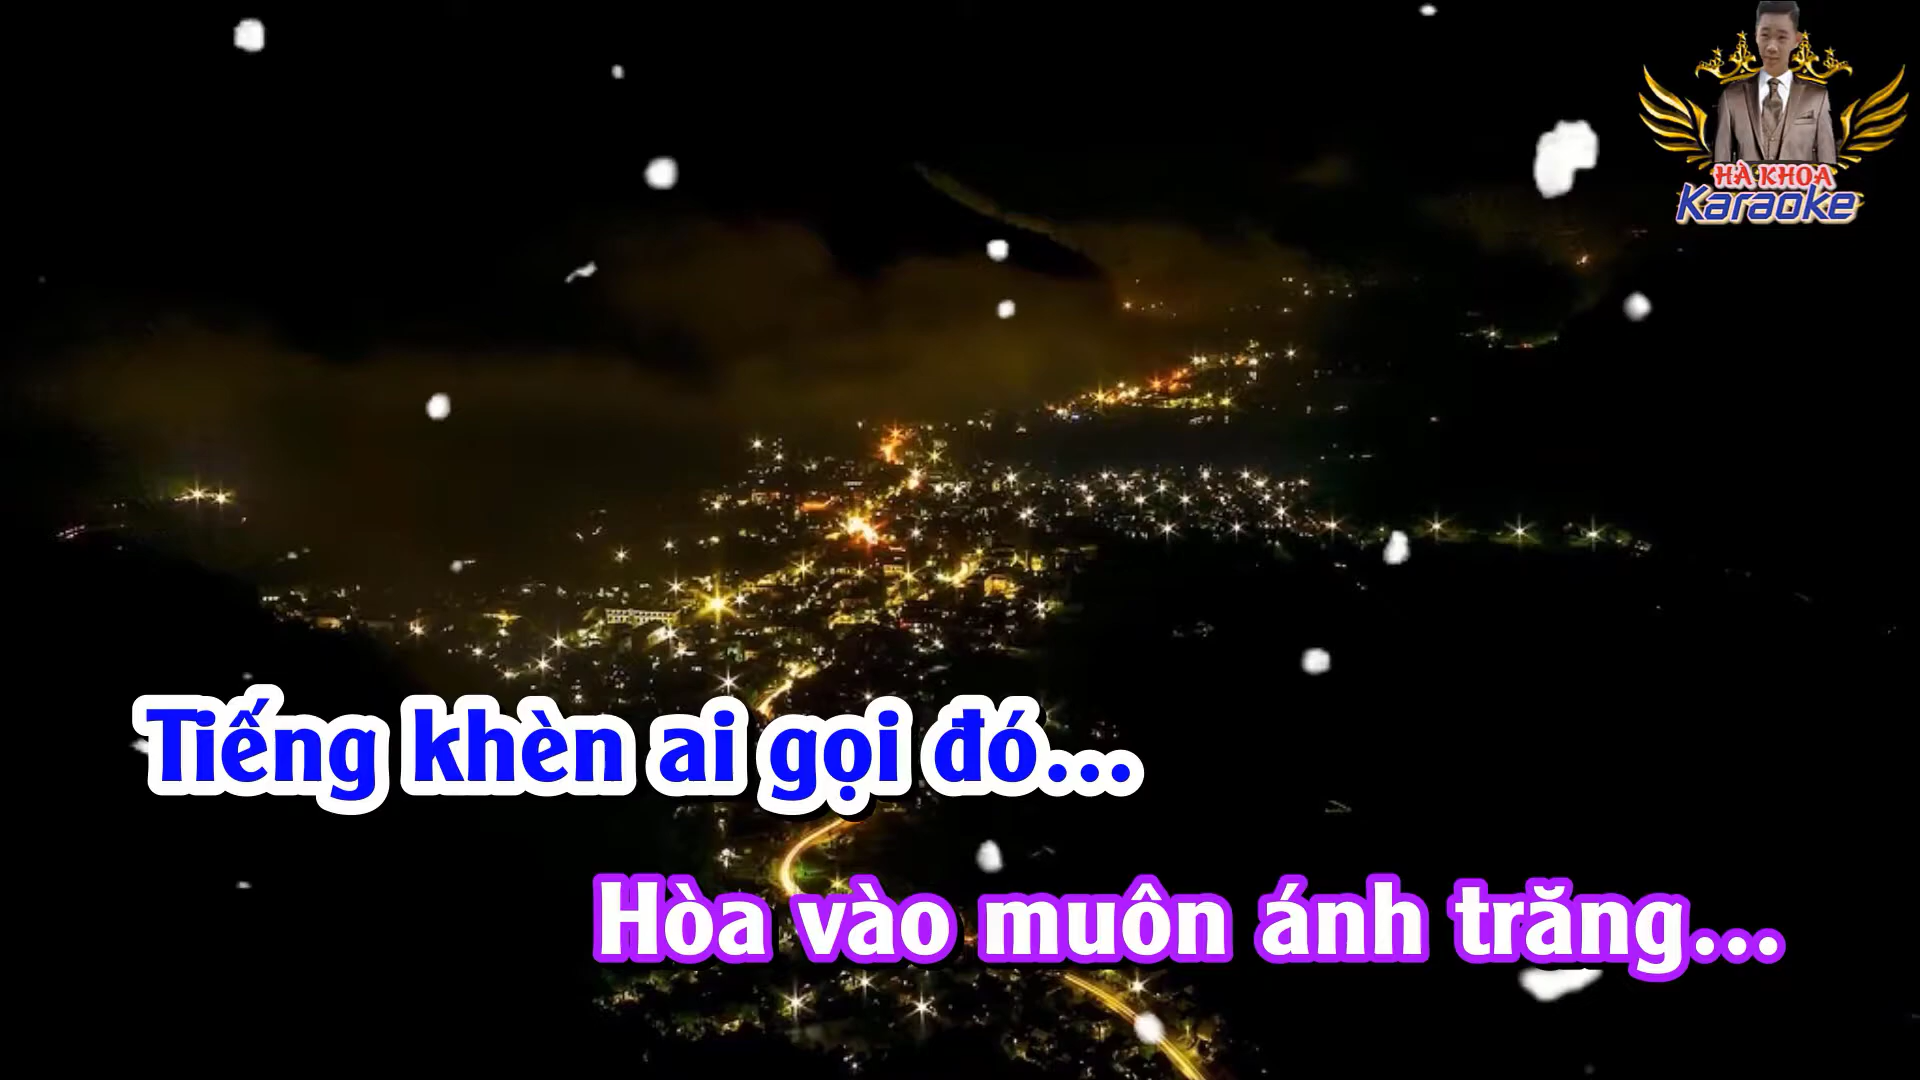 HÀ KHOA
Karaoke
Tiếng khèn ai gọi đó...
Hòa vào muôn ánh trăng...